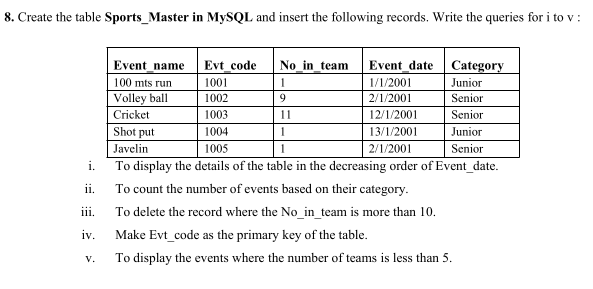 8. Create the table Sports_Master in MySQL and insert the following records. Write the queries for i to v :
Event_name Evt_code No_in_team Event_date Category
100 mts run 1001 1 1/1/2001 Junior
Volley ball 1002 9 2/1/2001 Senior
Cricket 1003 11 12/1/2001 Senior
Shot put 1004 1 13/1/2001 Junior
Javelin 1005 1 2/1/2001 Senior
i. To display the details of the table in the decreasing order of Event_date.
ii. To count the number of events based on their category.
iii. To delete the record where the No_in_team is more than 10.
iv. Make Evt_code as the primary key of the table.
v. To display the events where the number of teams is less than 5.